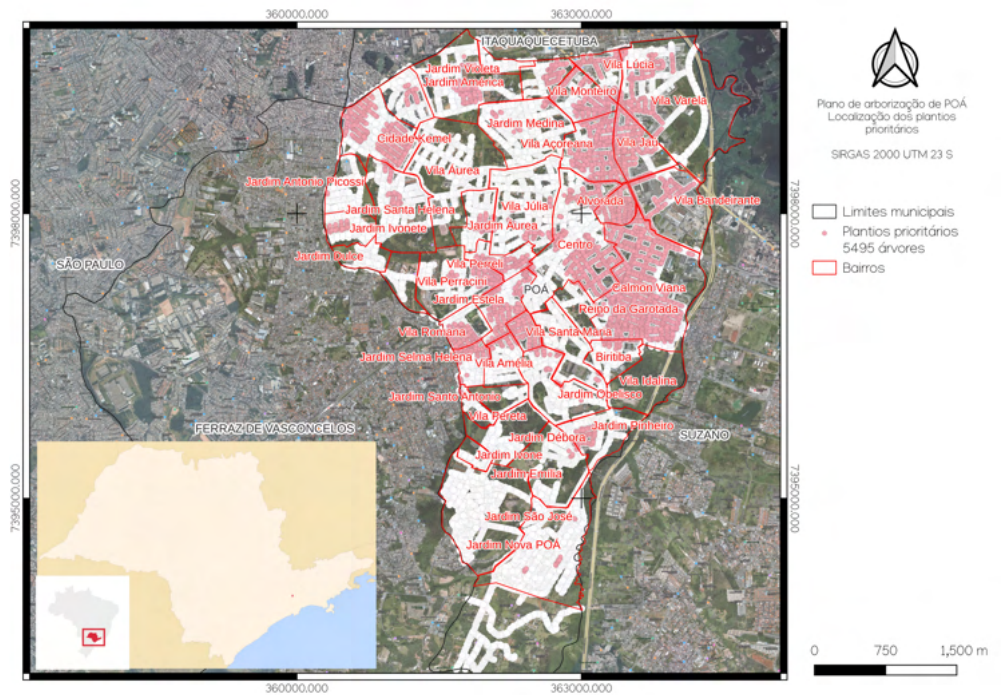 360000.000
363000.000
ITAQUAQUECETUBA
Jardim Violeta
Jardim América
Vila Lúcia
Vila Monteiro
Vila Varela
Jardim Medina
Cidade Kemel
Vila Açoreana
Vila Jaú
Vila Áurea
Jardim Antonio Picossi
Jardim Santa Helena
Vila Júlia
Alvorada
Vila Bandeirante
Jardim Ivonete
Jardim Áurea
Centro
Jardim Dulce
Vila Perreli
SÃO PAULO
Vila Perracini
POÁ
Calmon Viana
Jardim Estela
Reino da Garotada
Vila Romana
Vila Santa Maria
Jardim Selma Helena
Vila Amélia
Biritiba
Vila Idalina
Jardim Santo Antonio
Jardim Obelisco
Vila Pereta
FERRAZ DE VASCONCELOS
Jardim Pinheiro
SUZANO
Jardim Débora
Jardim Ivone
Jardim Emilia
Jardim São José
Jardim Nova POÁ
7398000.000
7395000.000
7398000.000
7395000.000
360000.000
363000.000
Plano de arborização de POÁ
Localização dos plantios
prioritários
SIRGAS 2000 UTM 23 S
Limites municipais
Plantios prioritários
5495 árvores
Bairros
0 750 1,500 m